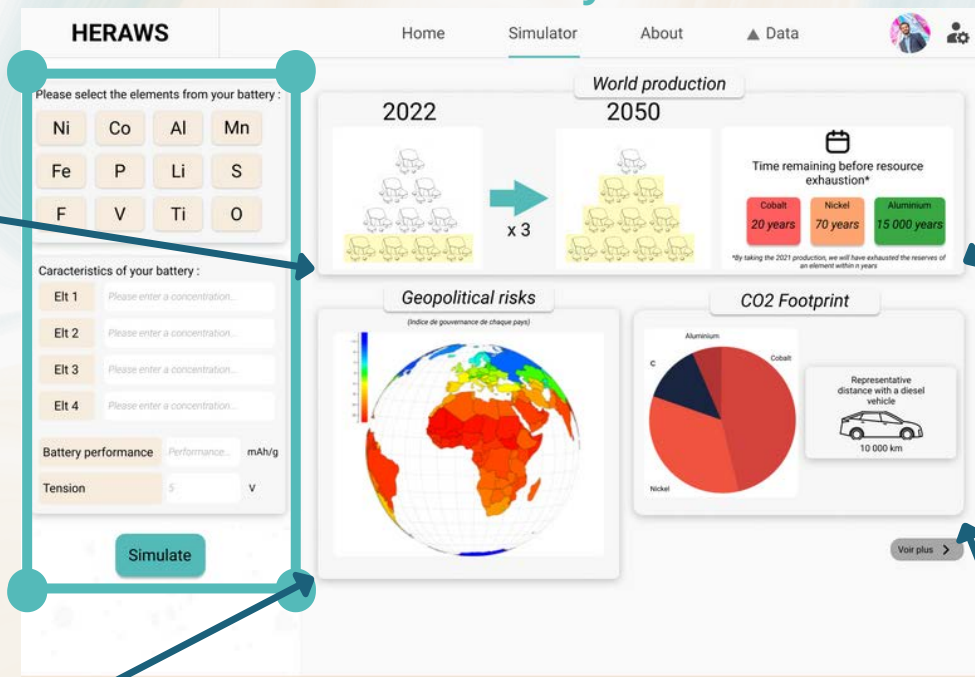 HERAWS
Home
Simulator
About
▲ Data
Please select the elements from your battery :
Ni Co Al Mn
Fe P Li S
F V Ti O
Caracteristics of your battery :
Elt 1 Please enter a concentration...
Elt 2 Please enter a concentration...
Elt 3 Please enter a concentration...
Elt 4 Please enter a concentration...
Battery performance Performance... mAh/g
Tension 5 V
Simulate
World production
2022
2050
x 3
Time remaining before resource
exhaustion*
Cobalt
20 years
Nickel
70 years
Aluminium
15 000 years
*By taking the 2021 production, we will have exhausted the reserves of
an element within n years
Geopolitical risks
(Indice de gouvernance de chaque pays)
CO2 Footprint
Aluminium
C
Cobalt
Nickel
Representative
distance with a diesel
vehicle
10 000 km
Voir plus >